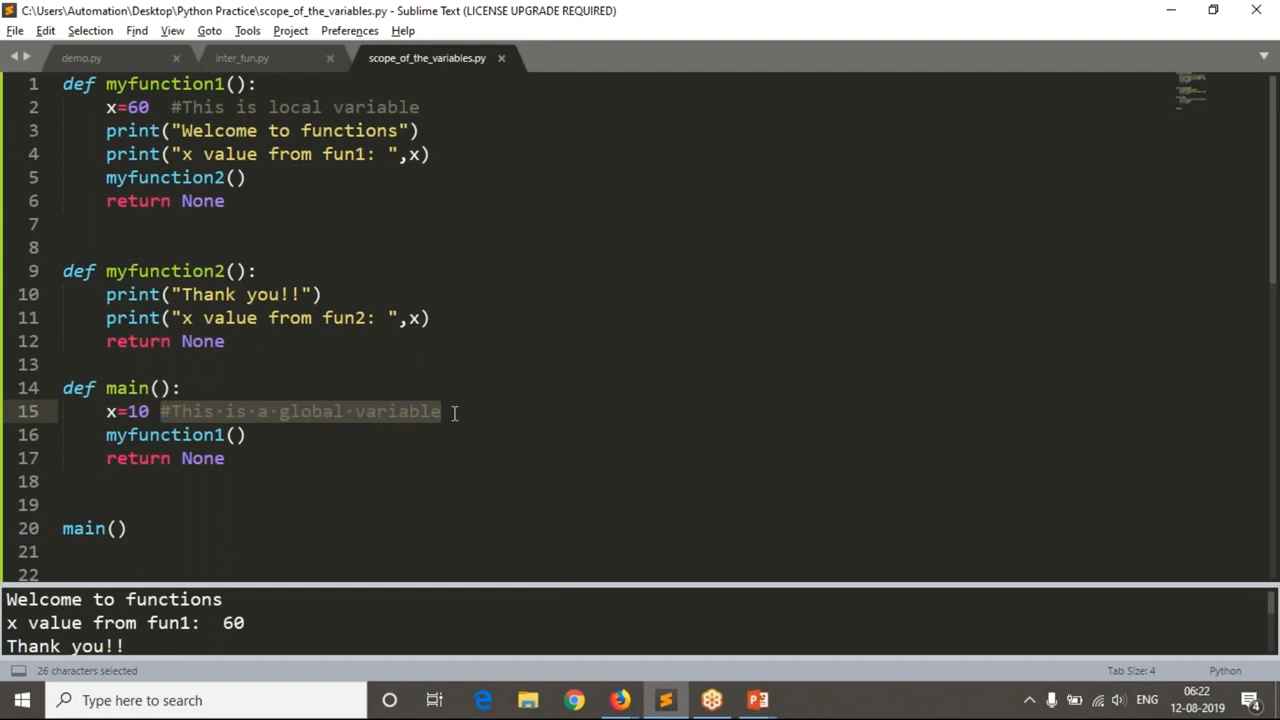 C:\Users\Automation\Desktop\Python Practice\scope_of_the_variables.py - Sublime Text (LICENSE UPGRADE REQUIRED)
File Edit Selection Find View Goto Tools Project Preferences Help
demo.py inter_fun.py scope_of_the_variables.py
1 def myfunction1():
2 x=60 #This is local variable
3 print("Welcome to functions")
4 print("x value from fun1: ",x)
5 myfunction2()
6 return None
7
8
9 def myfunction2():
10 print("Thank you!!")
11 print("x value from fun2: ",x)
12 return None
13
14 def main():
15 x=10 #This·is·a·global·variable
16 myfunction1()
17 return None
18
19
20 main()
21
22
Welcome to functions
x value from fun1:  60
Thank you!!
26 characters selected Tab Size: 4 Python
Type here to search ENG 06:22
12-08-2019 4